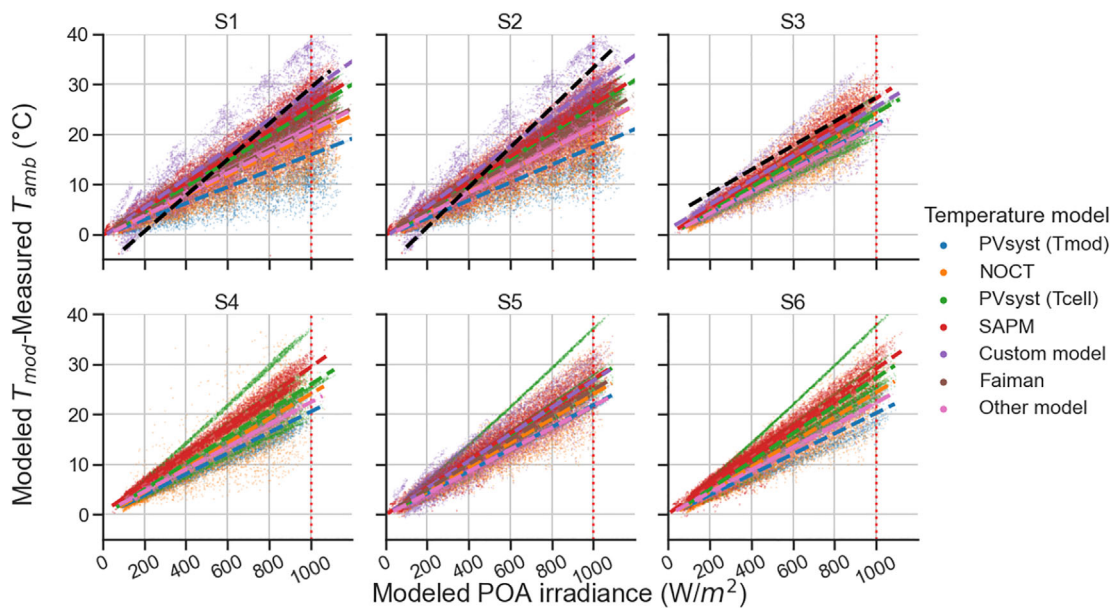 S1 S2 S3
40
30
20
10
0
S4 S5 S6
40
30
20
10
0
0 200 400 600 800 1000 0 200 400 600 800 1000 0 200 400 600 800 1000
Modeled T_mod-Measured T_amb (°C)
Modeled POA irradiance (W/m²)
Temperature model
PVsyst (Tmod)
NOCT
PVsyst (Tcell)
SAPM
Custom model
Faiman
Other model